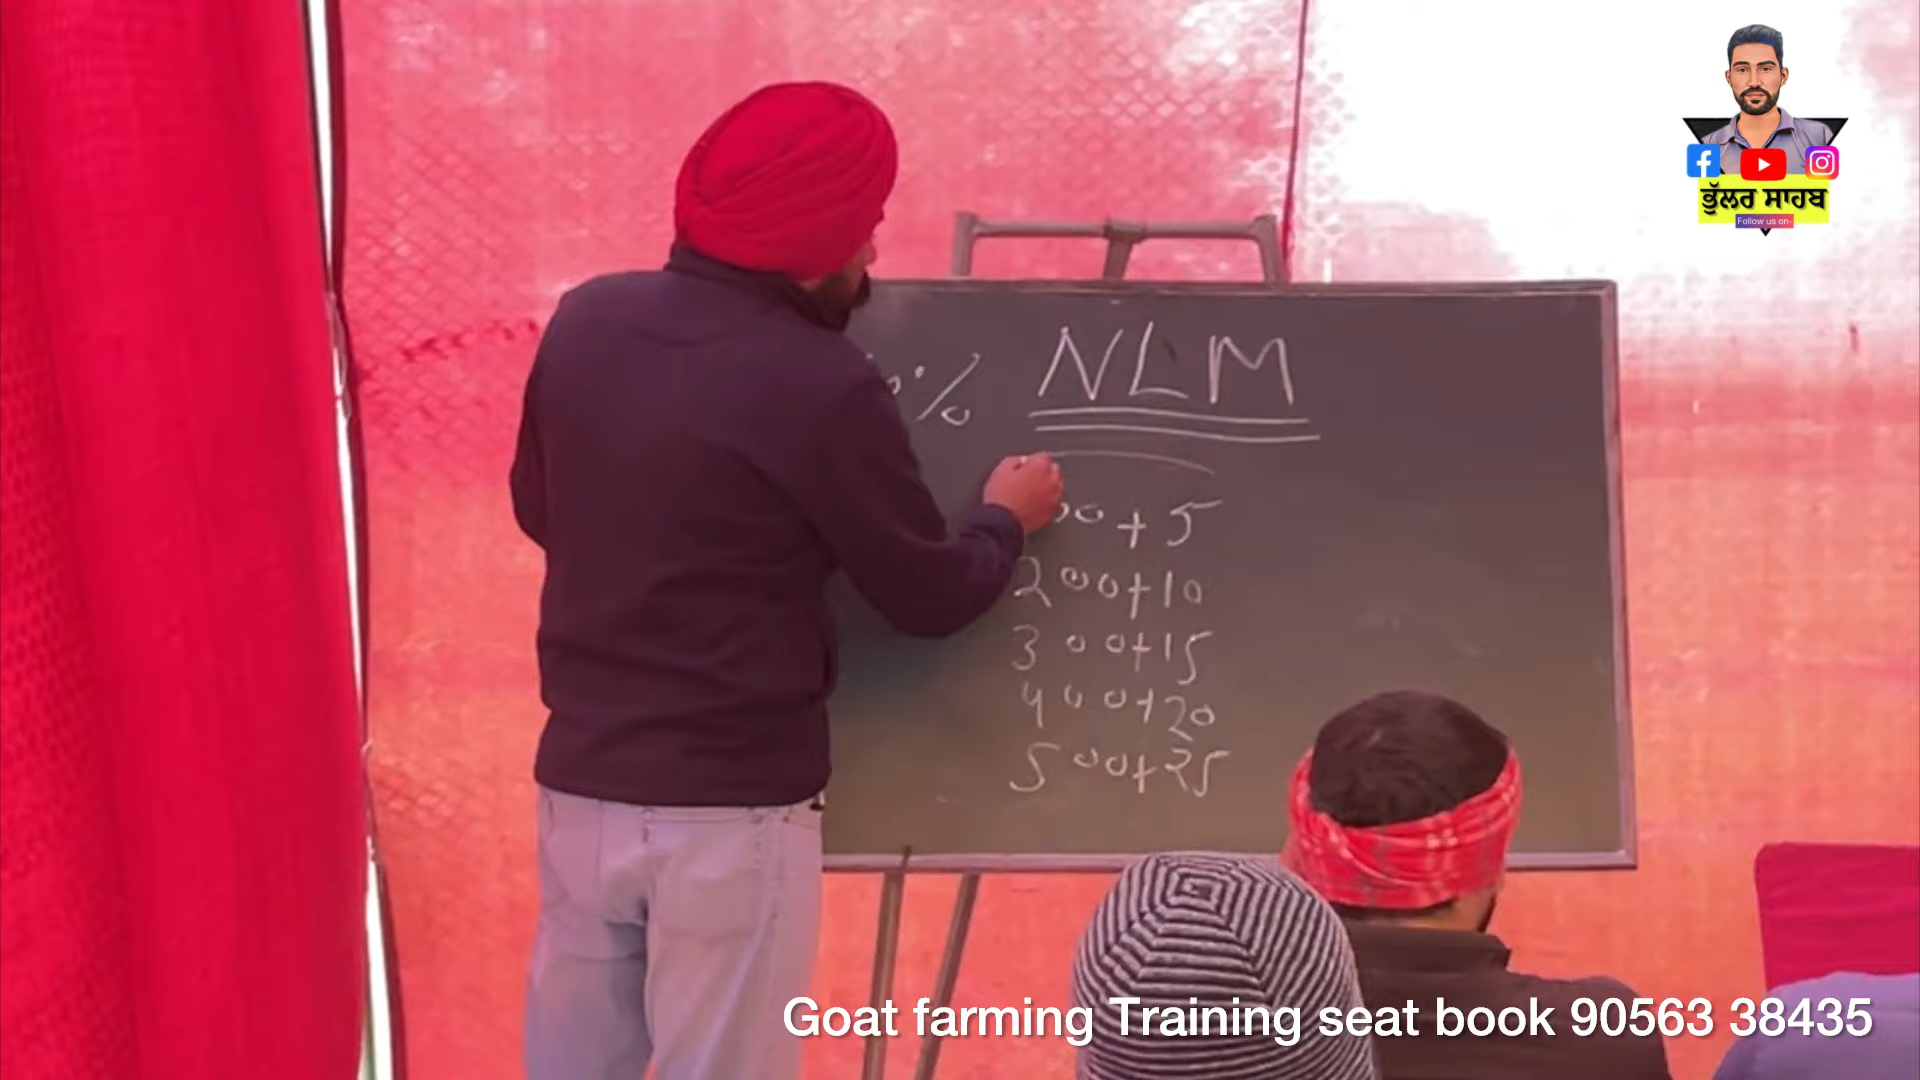 ਭੁੱਲਰ ਸਾਹਬ
Follow us on-
% NLM
00+5
200+10
300+15
400+20
500+25
Goat farming Training seat book 90563 38435